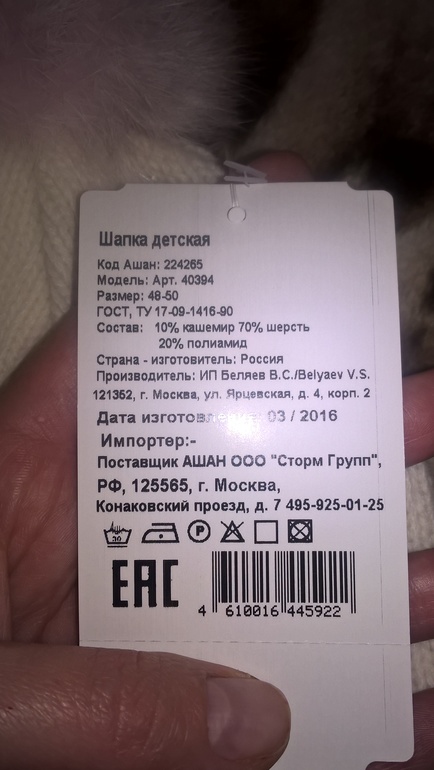 Шапка детская
Код Ашан: 224265
Модель: Арт. 40394
Размер: 48-50
ГОСТ, ТУ 17-09-1416-90
Состав: 10% кашемир 70% шерсть
20% полиамид
Страна - изготовитель: Россия
Производитель: ИП Беляев В.С./Belyaev V.S.
121352, г. Москва, ул. Ярцевская, д. 4, корп. 2
Дата изготовления: 03 / 2016
Импортер:-
Поставщик АШАН ООО "Сторм Групп",
РФ, 125565, г. Москва,
Конаковский проезд, д. 7 495-925-01-25
30 P
EAC
4 610016 445922